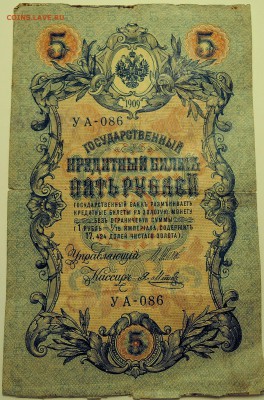 COINS.LAVE.RU
5 5
1909
УА-086
ГОСУДАРСТВЕННЫЙ
КРЕДИТНЫЙ БИЛЕТЪ
ПЯТЬ РУБЛЕЙ
ГОСУДАРСТВЕННЫЙ БАНКЪ РАЗМѢНИВАЕТЪ
КРЕДИТНЫЕ БИЛЕТЫ НА ЗОЛОТУЮ МОНЕТУ
БЕЗЪ ОГРАНИЧЕНІЯ СУММЫ
(1 РУБЛЬ = 1/15 ИМПЕРІАЛА, СОДЕРЖИТЪ
17,424 ДОЛЕЙ ЧИСТАГО ЗОЛОТА)
Управляющій
Кассиръ
УА-086
5